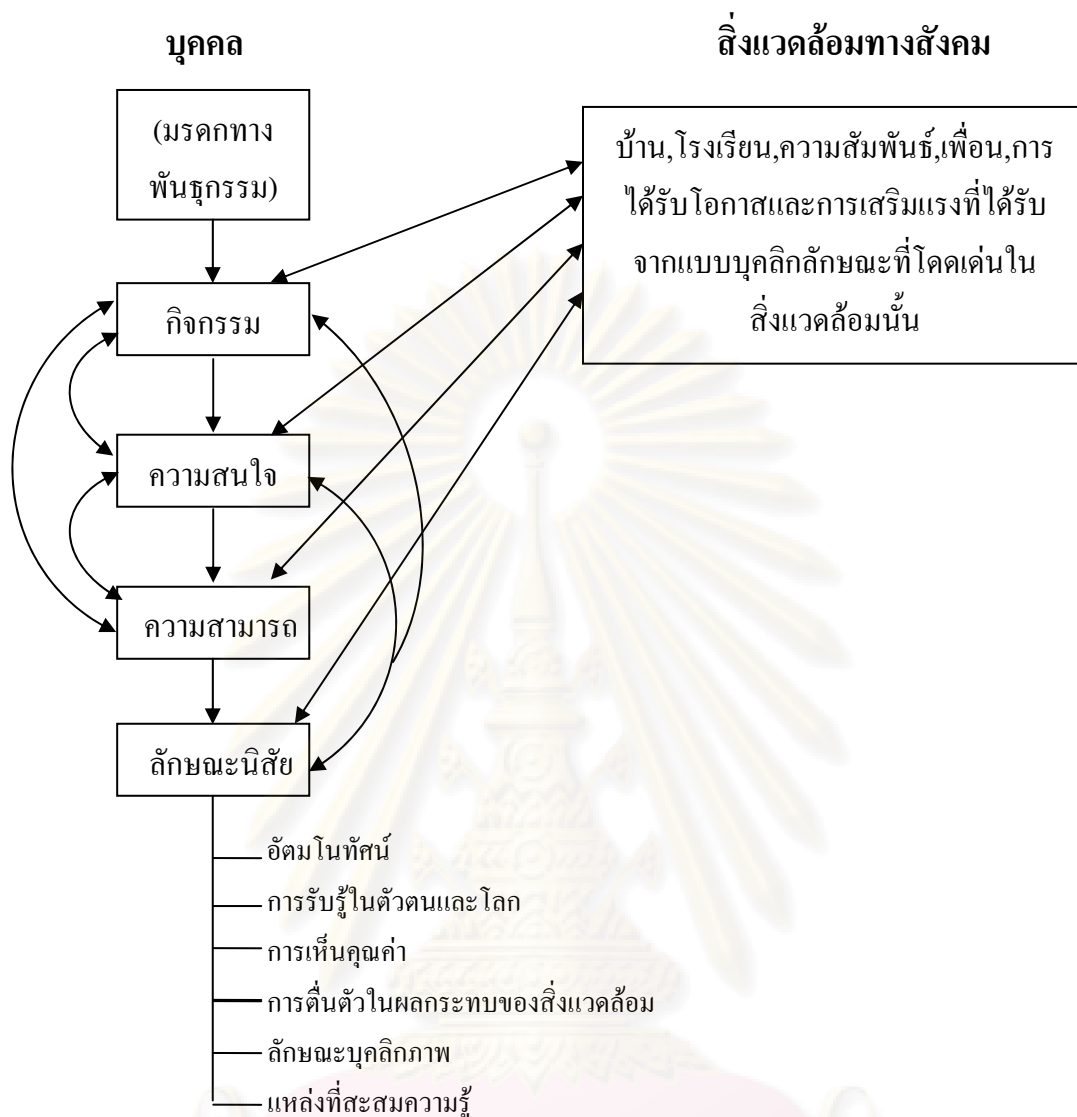 บุคคล
สิ่งแวดล้อมทางสังคม
(มรดกทาง
พันธุกรรม)
บ้าน,โรงเรียน,ความสัมพันธ์,เพื่อน,การ
ได้รับโอกาสและการเสริมแรงที่ได้รับ
จากแบบบุคลิกลักษณะที่โดดเด่นใน
สิ่งแวดล้อมนั้น
กิจกรรม
ความสนใจ
ความสามารถ
ลักษณะนิสัย
อัตมโนทัศน์
การรับรู้ในตัวตนและโลก
การเห็นคุณค่า
การตื่นตัวในผลกระทบของสิ่งแวดล้อม
ลักษณะบุคลิกภาพ
แหล่งที่สะสมความรู้